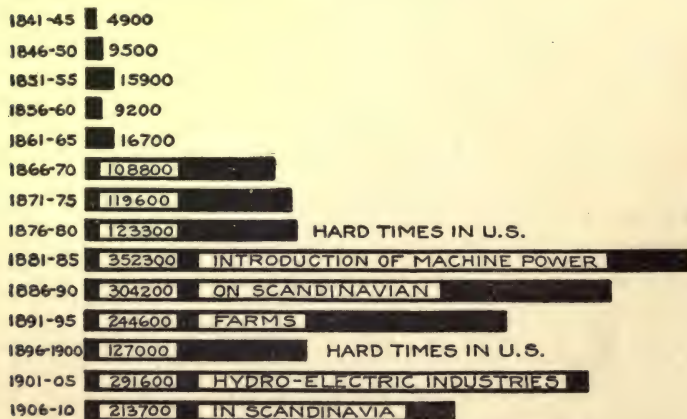 1841-45 4900
1846-50 9500
1851-55 15900
1856-60 9200
1861-65 16700
1866-70 108800
1871-75 119600
1876-80 123300 HARD TIMES IN U.S.
1881-85 352300 INTRODUCTION OF MACHINE POWER
1886-90 304200 ON SCANDINAVIAN
1891-95 244600 FARMS
1896-1900 127000 HARD TIMES IN U.S.
1901-05 291600 HYDRO-ELECTRIC INDUSTRIES
1906-10 213700 IN SCANDINAVIA